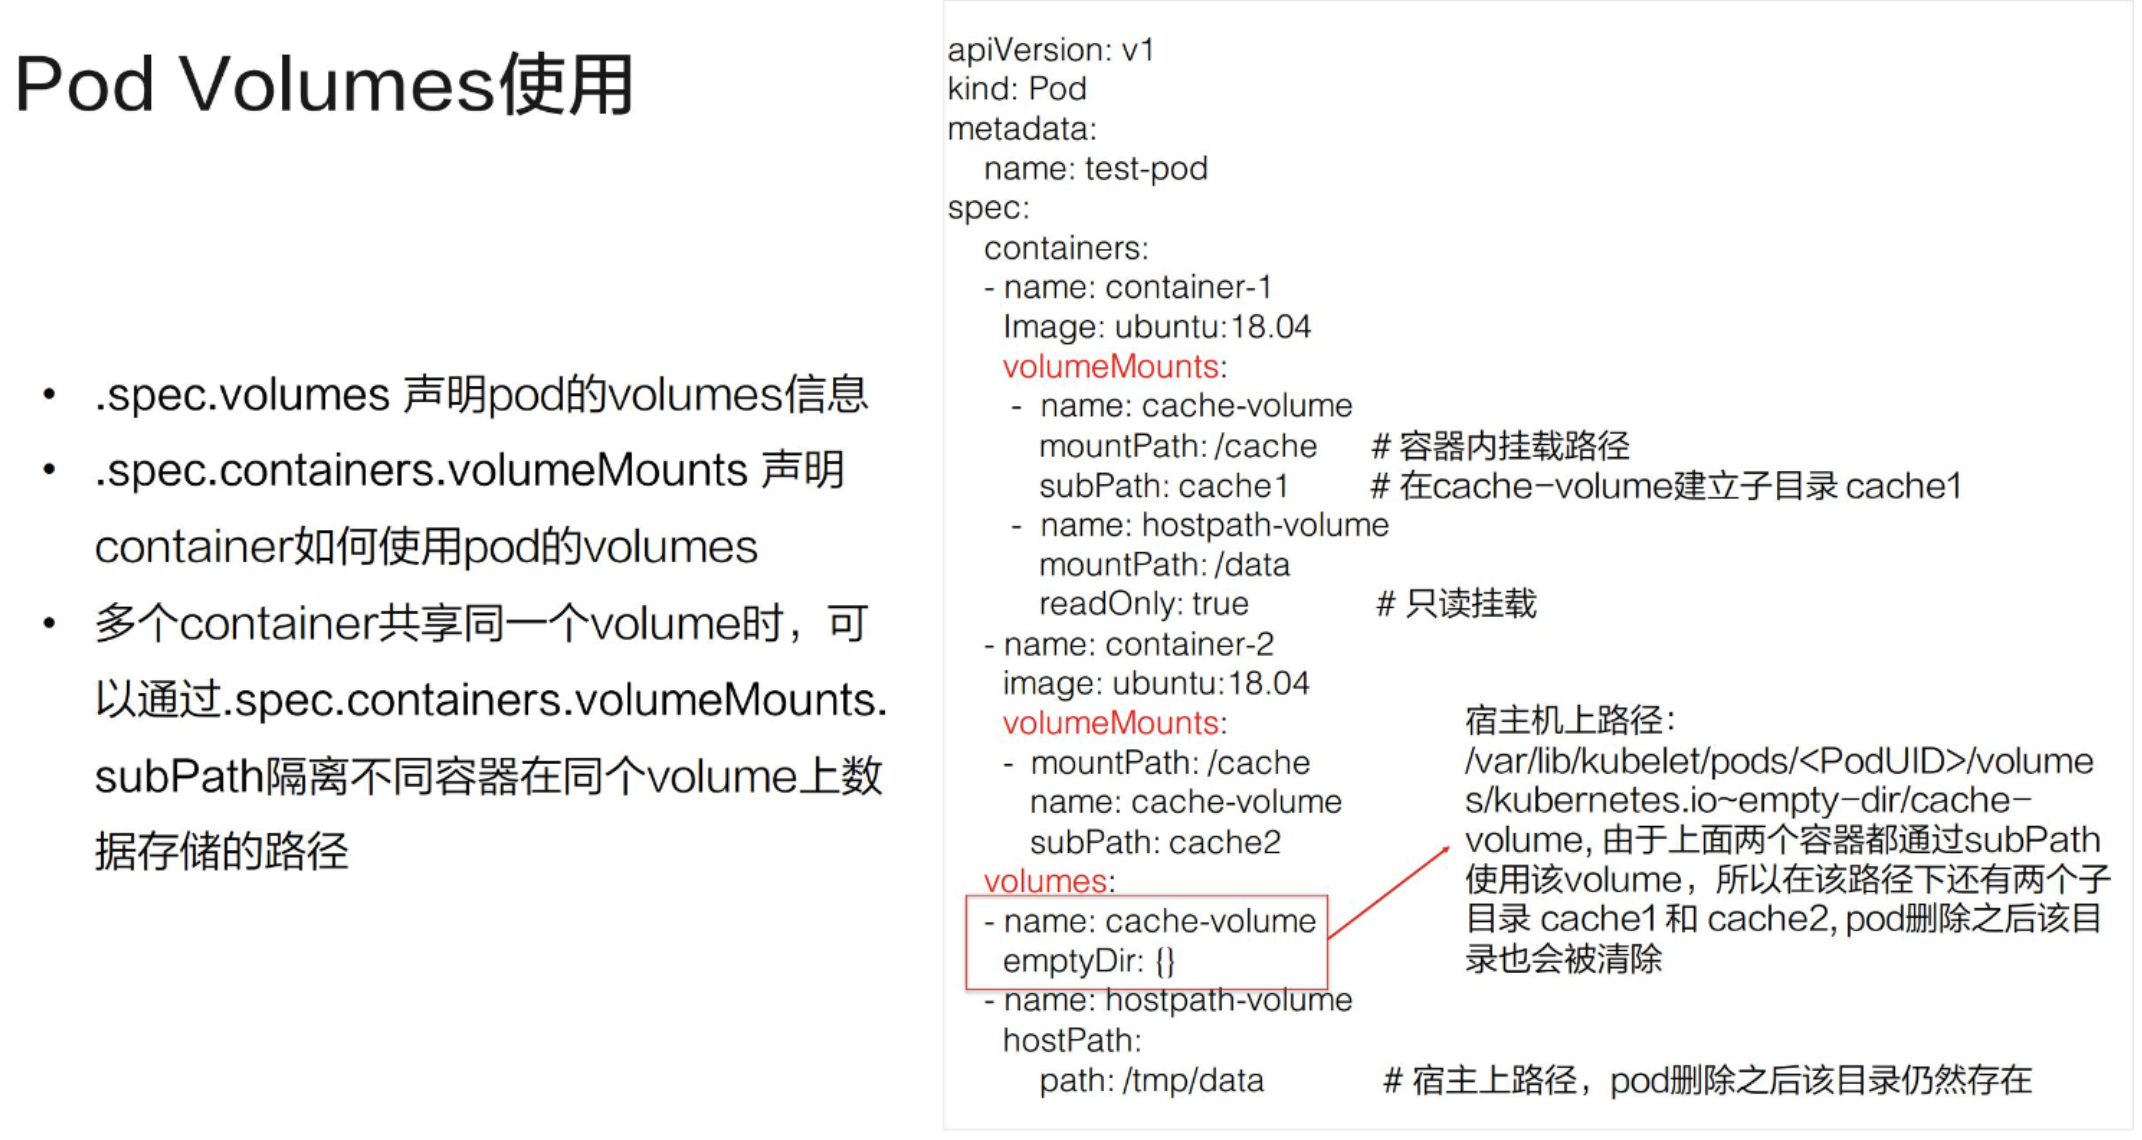 Pod Volumes使用
• .spec.volumes 声明pod的volumes信息
• .spec.containers.volumeMounts 声明
container如何使用pod的volumes
• 多个container共享同一个volume时，可
以通过.spec.containers.volumeMounts.
subPath隔离不同容器在同个volume上数
据存储的路径
apiVersion: v1
kind: Pod
metadata:
name: test-pod
spec:
containers:
- name: container-1
Image: ubuntu:18.04
volumeMounts:
- name: cache-volume
mountPath: /cache # 容器内挂载路径
subPath: cache1 # 在cache-volume建立子目录 cache1
- name: hostpath-volume
mountPath: /data
readOnly: true # 只读挂载
- name: container-2
image: ubuntu:18.04
volumeMounts:
- mountPath: /cache
name: cache-volume
subPath: cache2
volumes:
- name: cache-volume
emptyDir: {}
- name: hostpath-volume
hostPath:
path: /tmp/data # 宿主上路径，pod删除之后该目录仍然存在
宿主机上路径：
/var/lib/kubelet/pods/<PodUID>/volume
s/kubernetes.io~empty-dir/cache-
volume, 由于上面两个容器都通过subPath
使用该volume，所以在该路径下还有两个子
目录 cache1 和 cache2, pod删除之后该目
录也会被清除